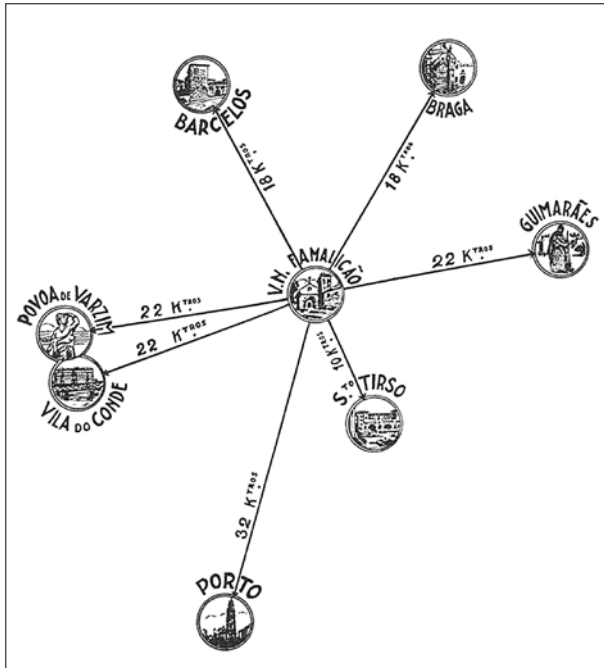 BARCELOS
BRAGA
18 K.TROS
18 K.TROS
GUIMARÃES
22 K.TROS
V.N. FAMALICÃO
POVOA DE VARZIM
22 K.TROS
22 K.TROS
VILA DO CONDE
10 K.TROS
S.TO TIRSO
32 K.TROS
PORTO